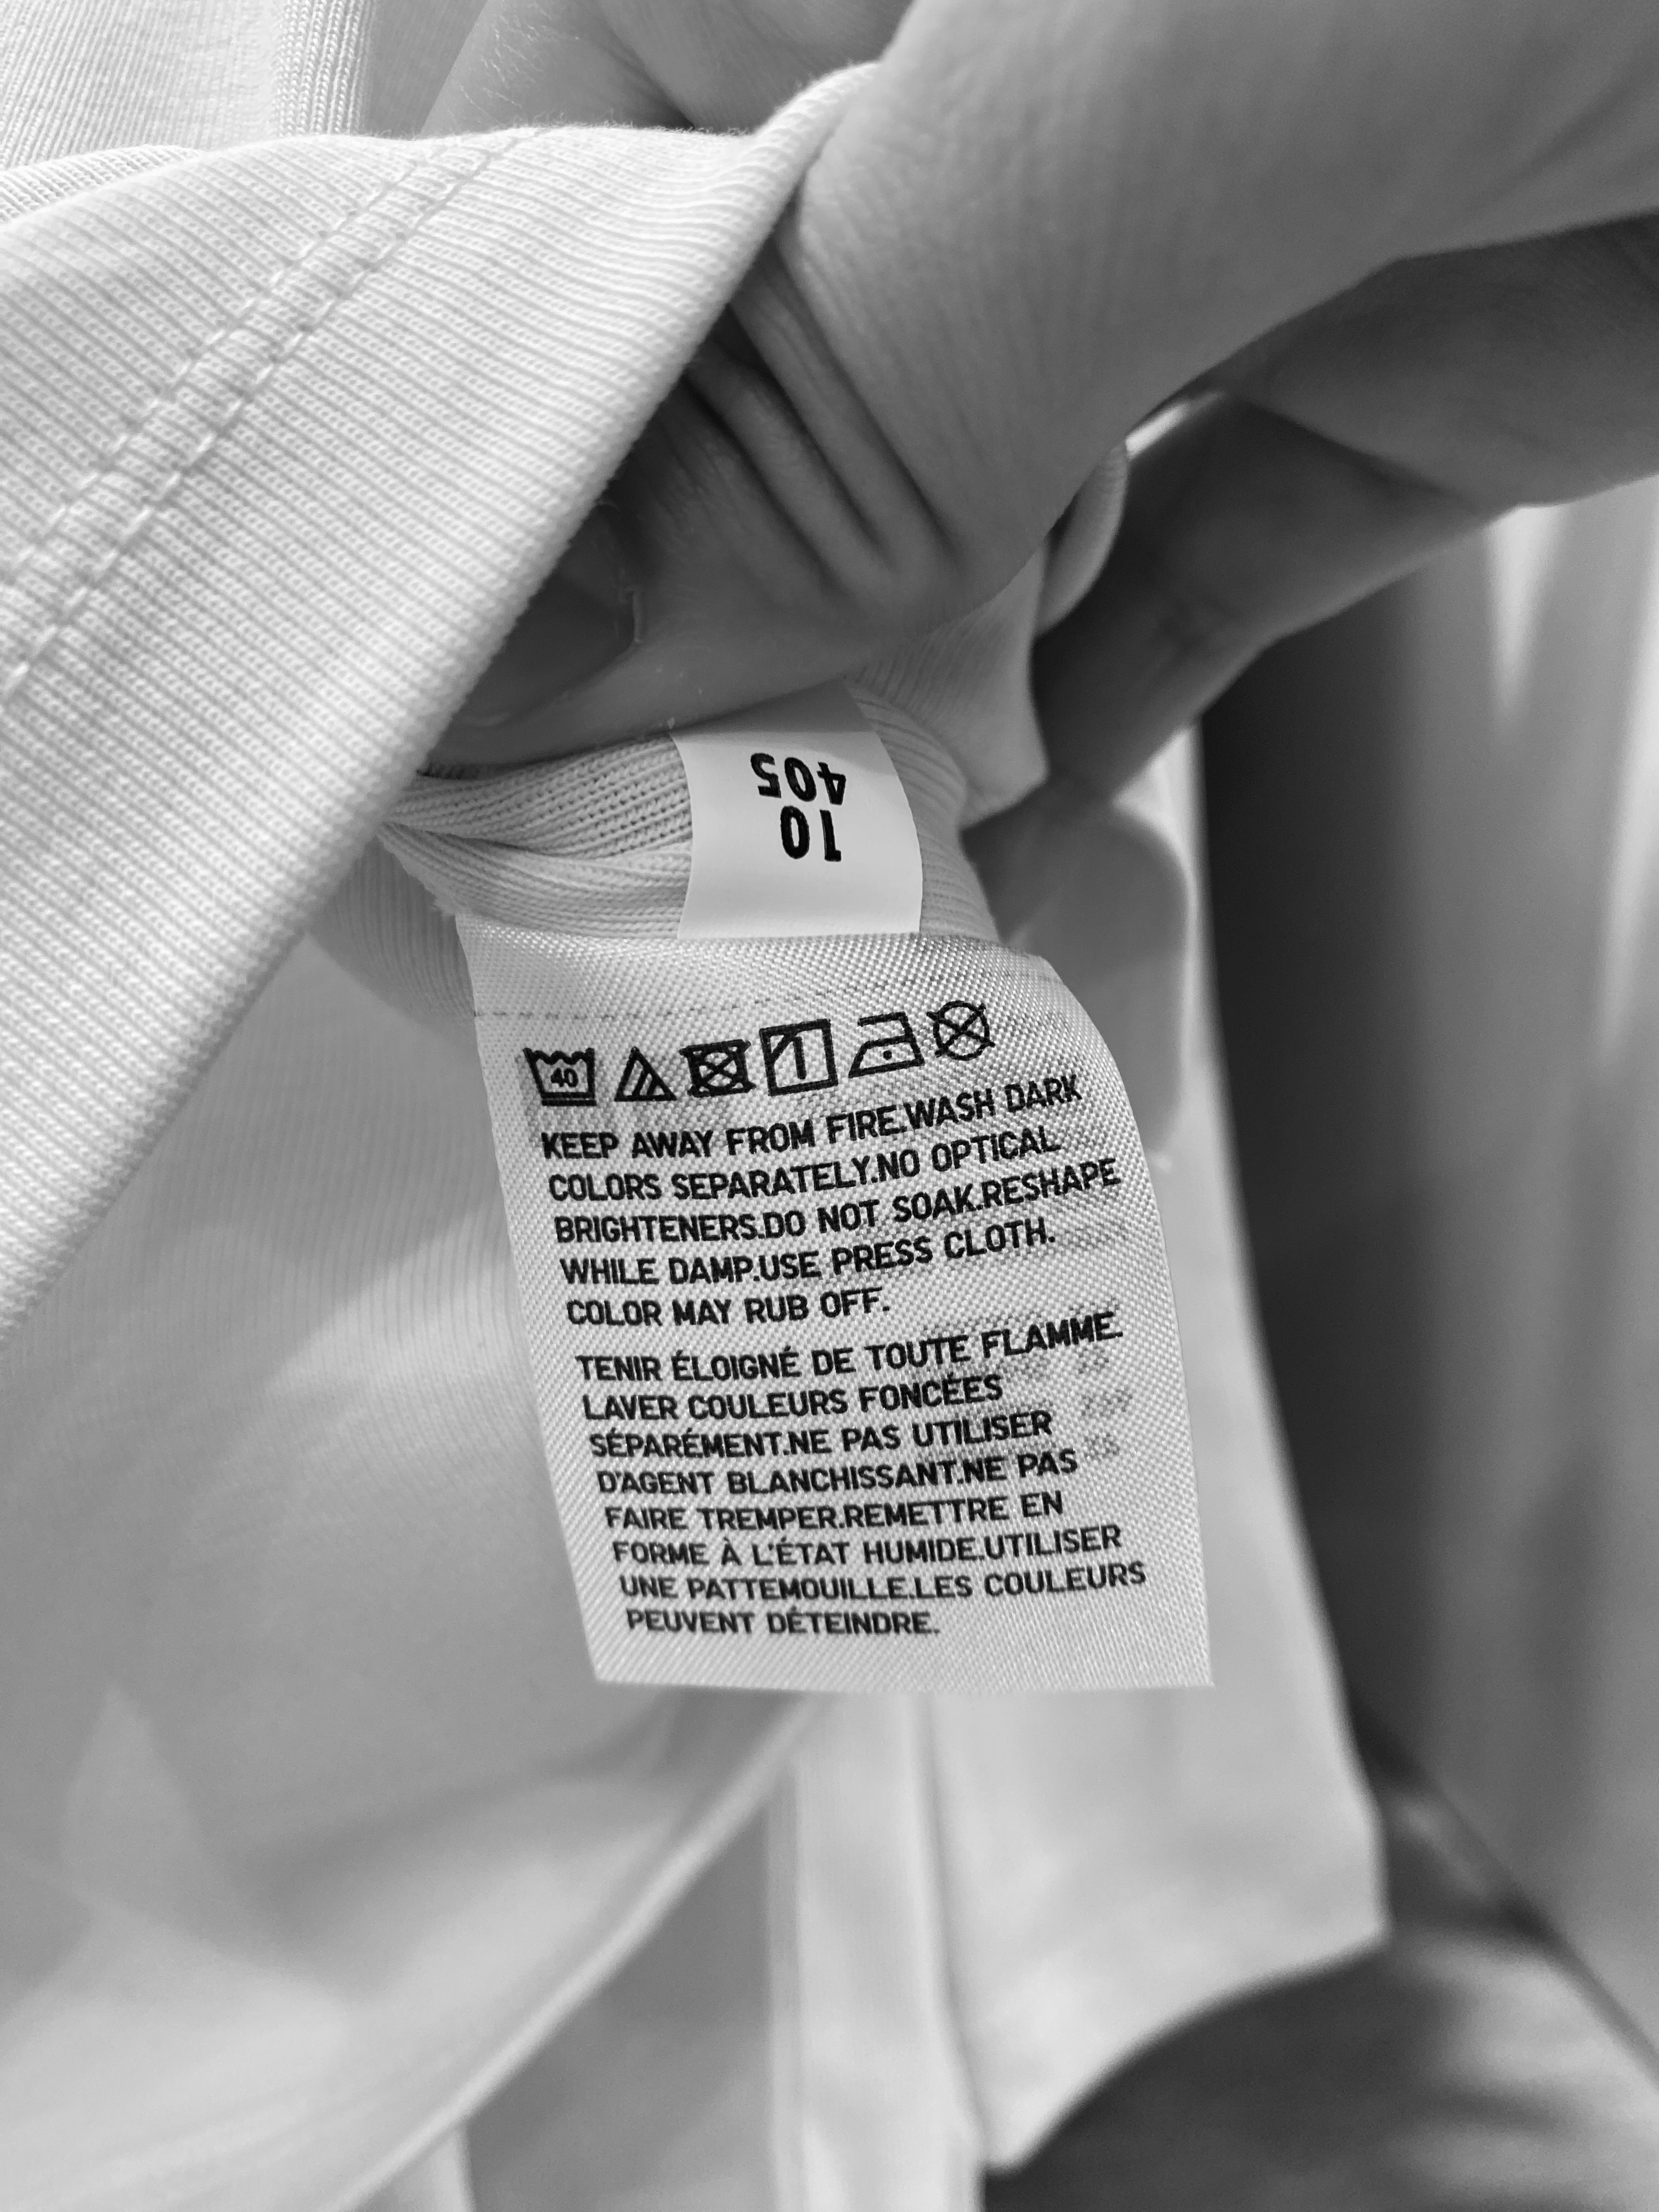 405
10
40
KEEP AWAY FROM FIRE.WASH DARK
COLORS SEPARATELY.NO OPTICAL
BRIGHTENERS.DO NOT SOAK.RESHAPE
WHILE DAMP.USE PRESS CLOTH.
COLOR MAY RUB OFF.
TENIR ÉLOIGNÉ DE TOUTE FLAMME.
LAVER COULEURS FONCÉES
SÉPARÉMENT.NE PAS UTILISER
D'AGENT BLANCHISSANT.NE PAS
FAIRE TREMPER.REMETTRE EN
FORME À L'ÉTAT HUMIDE.UTILISER
UNE PATTEMOUILLE.LES COULEURS
PEUVENT DÉTEINDRE.